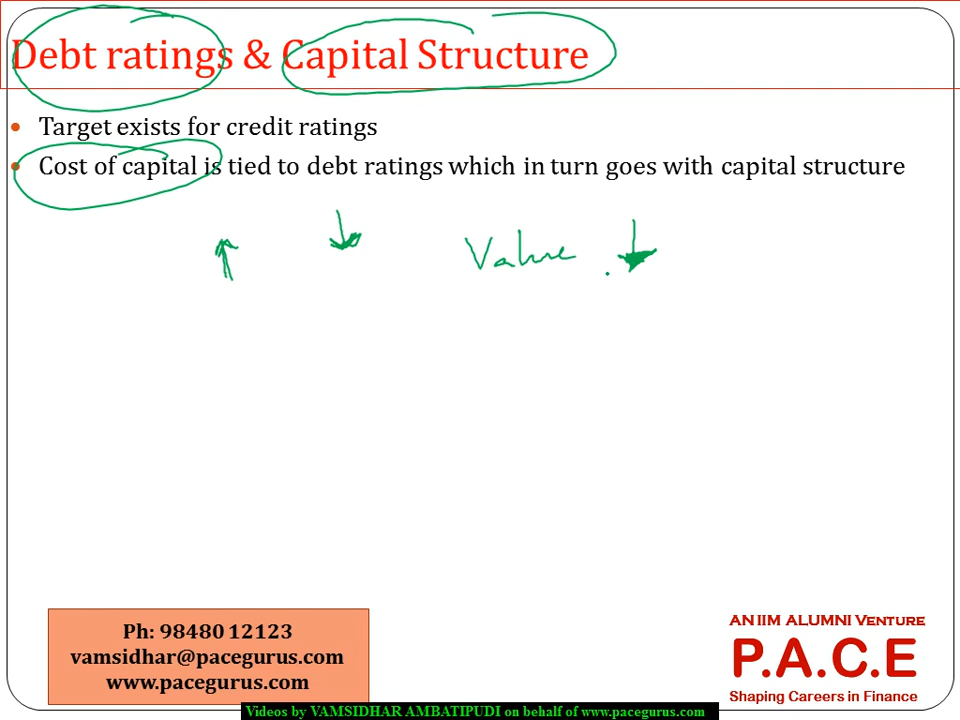 Debt ratings & Capital Structure
• Target exists for credit ratings
• Cost of capital is tied to debt ratings which in turn goes with capital structure
↑ ↓ Value ↓
Ph: 98480 12123
vamsidhar@pacegurus.com
www.pacegurus.com
AN IIM ALUMNI VENTURE
P.A.C.E
Shaping Careers in Finance
Videos by VAMSIDHAR AMBATIPUDI on behalf of www.pacegurus.com